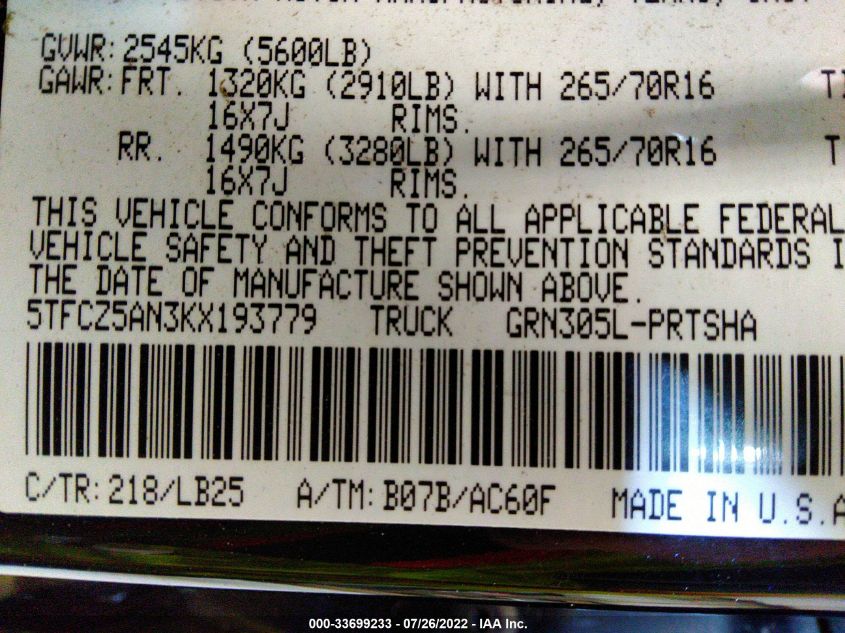 GVWR: 2545KG (5600LB)
GAWR: FRT. 1320KG (2910LB) WITH 265/70R16
16X7J RIMS.
RR. 1490KG (3280LB) WITH 265/70R16
16X7J RIMS.
THIS VEHICLE CONFORMS TO ALL APPLICABLE FEDERAL
VEHICLE SAFETY AND THEFT PREVENTION STANDARDS
THE DATE OF MANUFACTURE SHOWN ABOVE.
5TFCZ5AN3KX193779 TRUCK GRN305L-PRTSHA
C/TR: 218/LB25 A/TM: B07B/AC60F MADE IN U.S.A
000-33699233 - 07/26/2022 - IAA Inc.